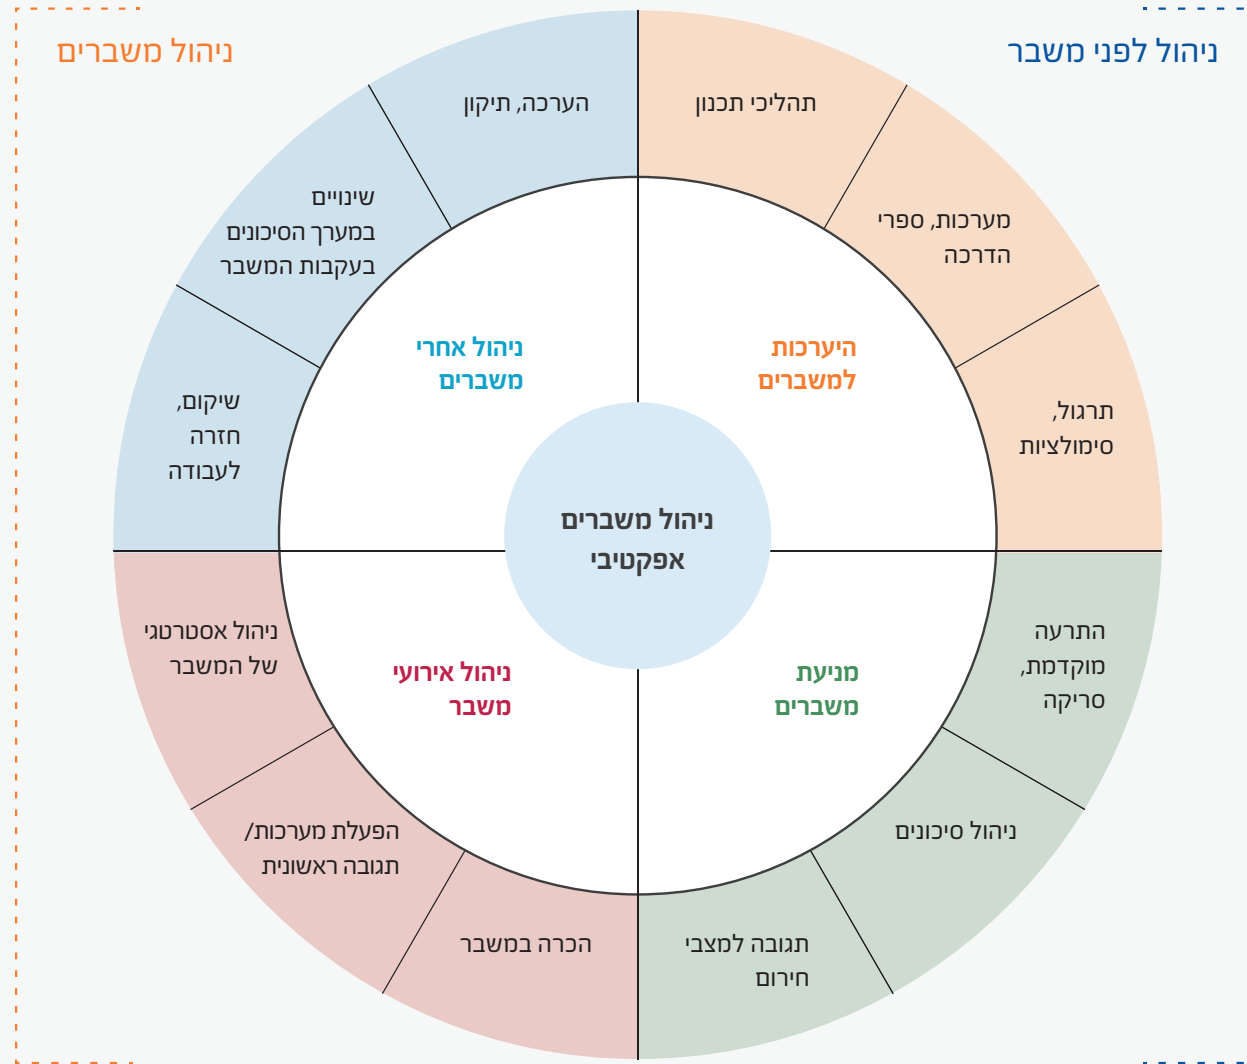 ניהול לפני משבר
ניהול משברים
תהליכי תכנון
מערכות, ספרי
הדרכה
תרגול,
סימולציות
היערכות
למשברים
התרעה
מוקדמת,
סריקה
ניהול סיכונים
תגובה למצבי
חירום
מניעת
משברים
הכרה במשבר
הפעלת מערכות/
תגובה ראשונית
ניהול אסטרטגי
של המשבר
ניהול אירועי
משבר
שיקום,
חזרה
לעבודה
שינויים
במערך הסיכונים
בעקבות המשבר
הערכה, תיקון
ניהול אחרי
משברים
ניהול משברים
אפקטיבי